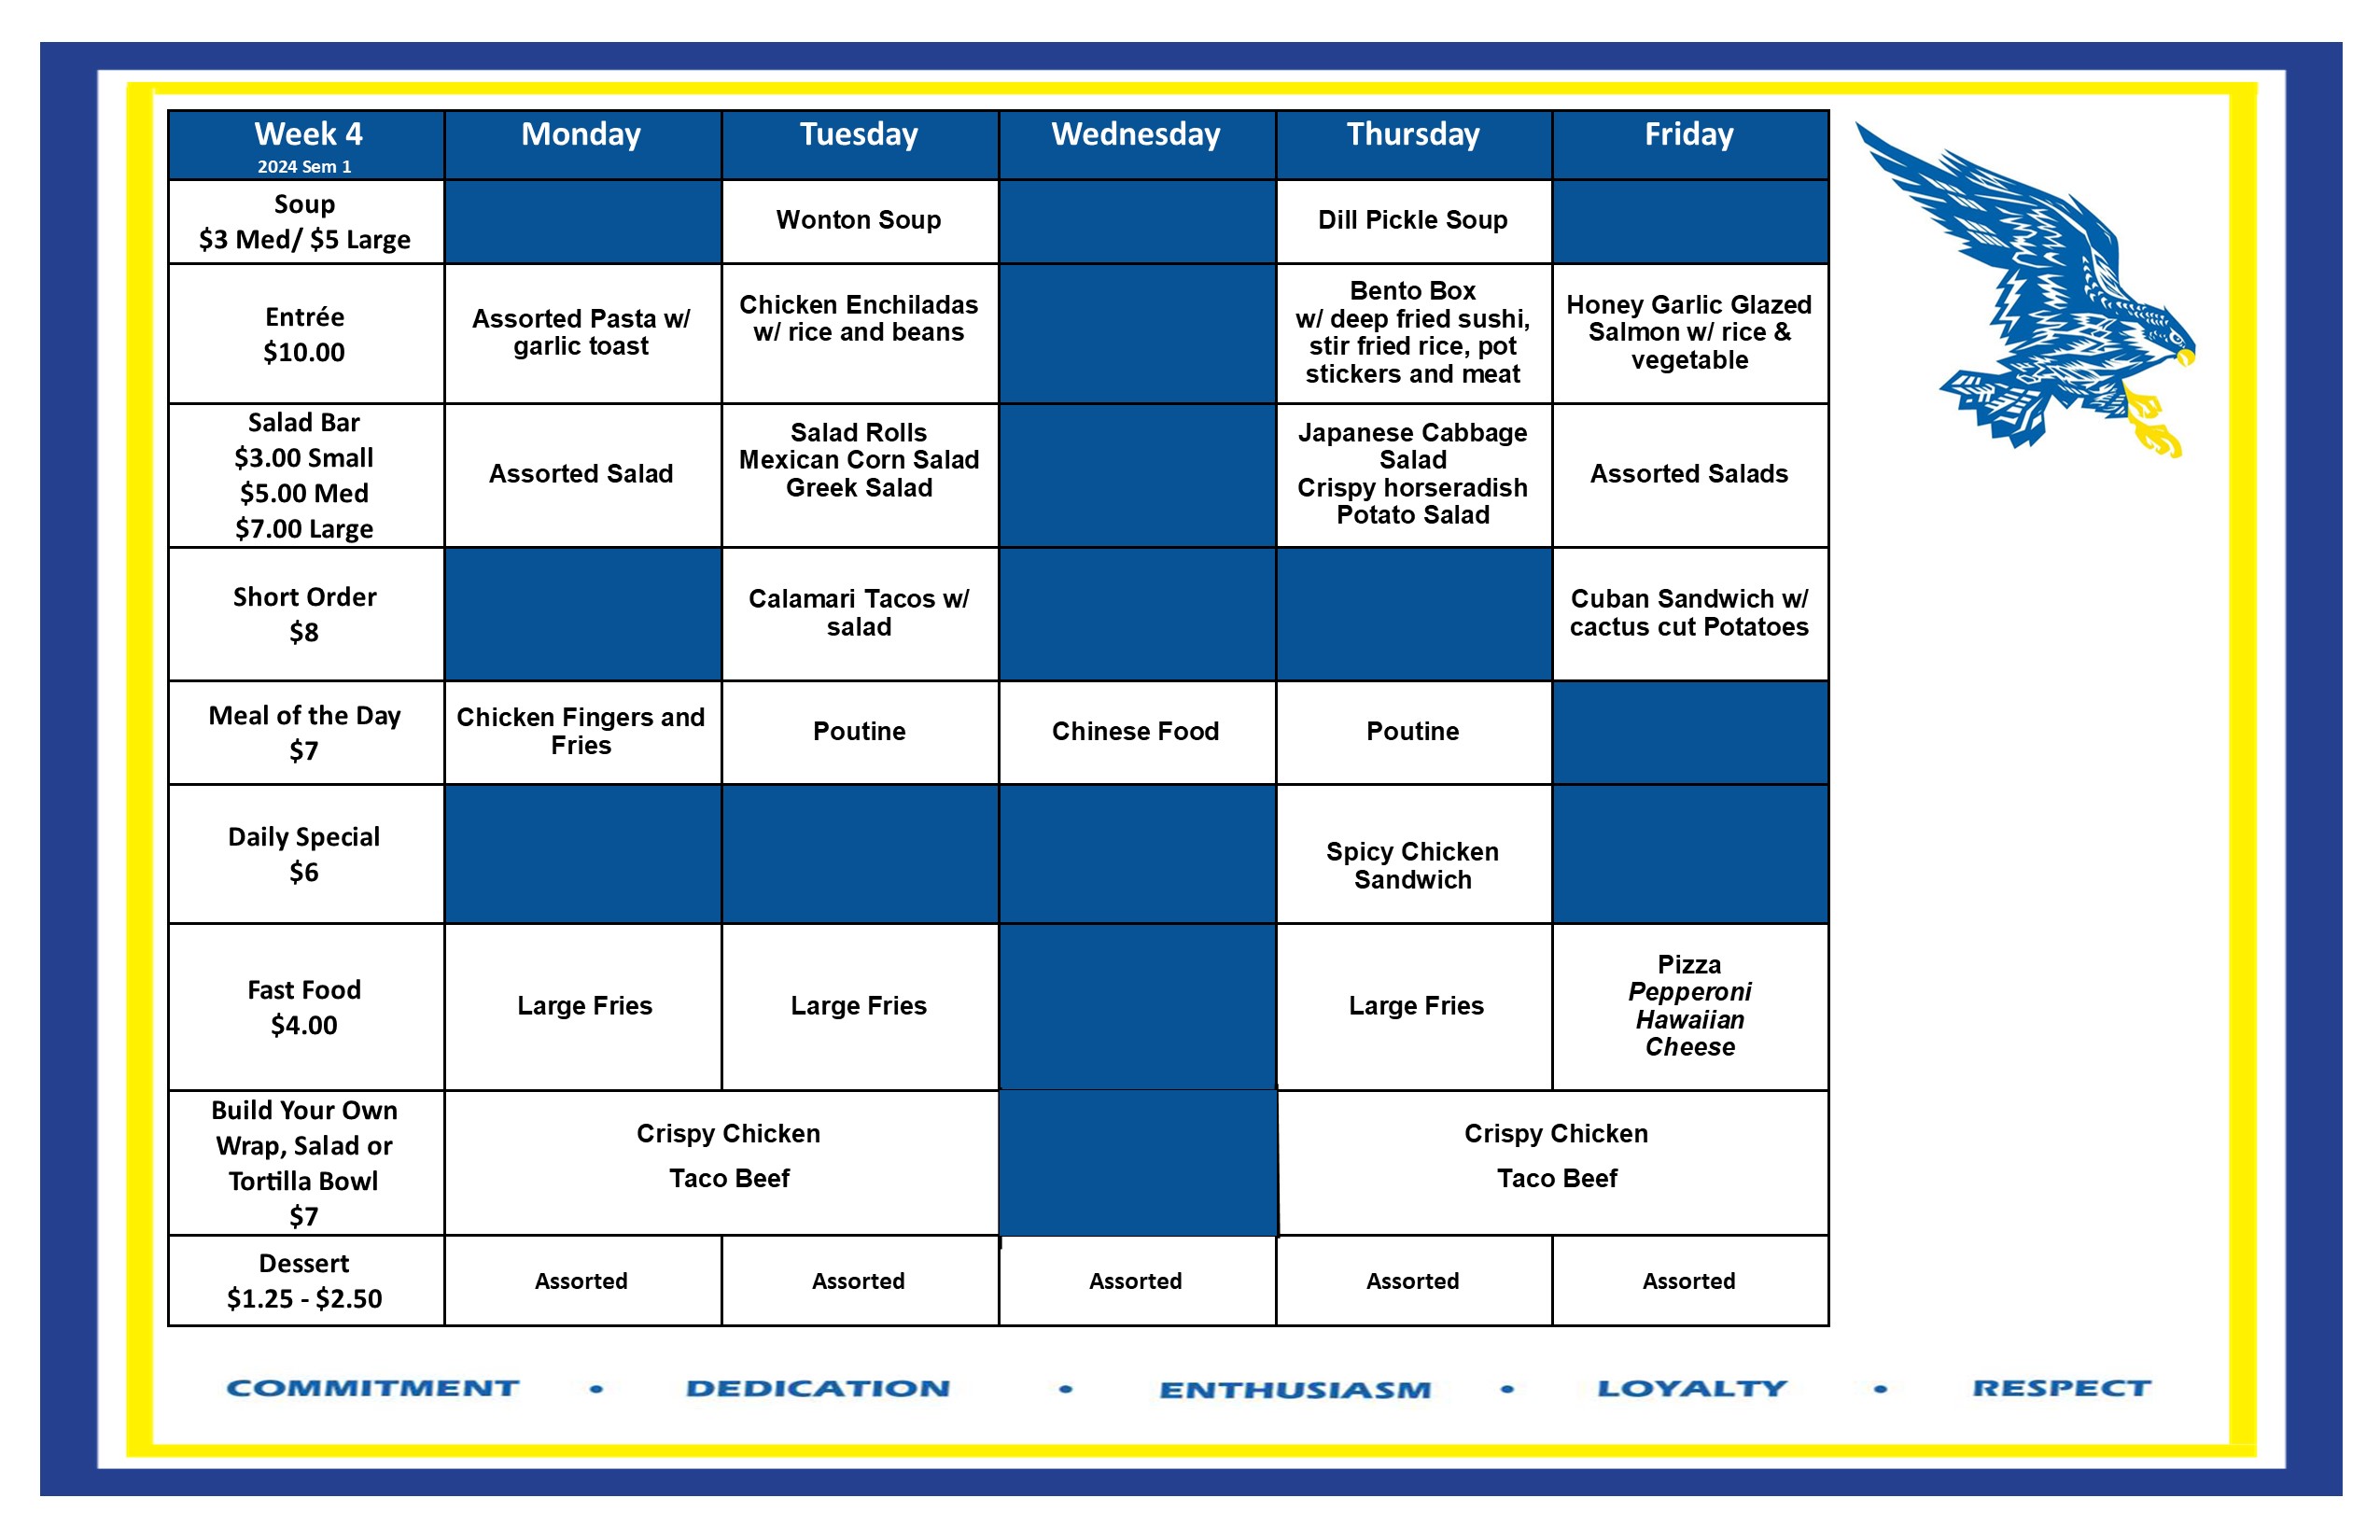 Week 4
2024 Sem 1
Monday
Tuesday
Wednesday
Thursday
Friday
Soup
$3 Med/ $5 Large
Wonton Soup
Dill Pickle Soup
Entrée
$10.00
Assorted Pasta w/
garlic toast
Chicken Enchiladas
w/ rice and beans
Bento Box
w/ deep fried sushi,
stir fried rice, pot
stickers and meat
Honey Garlic Glazed
Salmon w/ rice &
vegetable
Salad Bar
$3.00 Small
$5.00 Med
$7.00 Large
Assorted Salad
Salad Rolls
Mexican Corn Salad
Greek Salad
Japanese Cabbage
Salad
Crispy horseradish
Potato Salad
Assorted Salads
Short Order
$8
Calamari Tacos w/
salad
Cuban Sandwich w/
cactus cut Potatoes
Meal of the Day
$7
Chicken Fingers and
Fries
Poutine
Chinese Food
Poutine
Daily Special
$6
Spicy Chicken
Sandwich
Fast Food
$4.00
Large Fries
Large Fries
Large Fries
Pizza
Pepperoni
Hawaiian
Cheese
Build Your Own
Wrap, Salad or
Tortilla Bowl
$7
Crispy Chicken
Taco Beef
Crispy Chicken
Taco Beef
Dessert
$1.25 - $2.50
Assorted
Assorted
Assorted
Assorted
Assorted
COMMITMENT • DEDICATION • ENTHUSIASM • LOYALTY • RESPECT